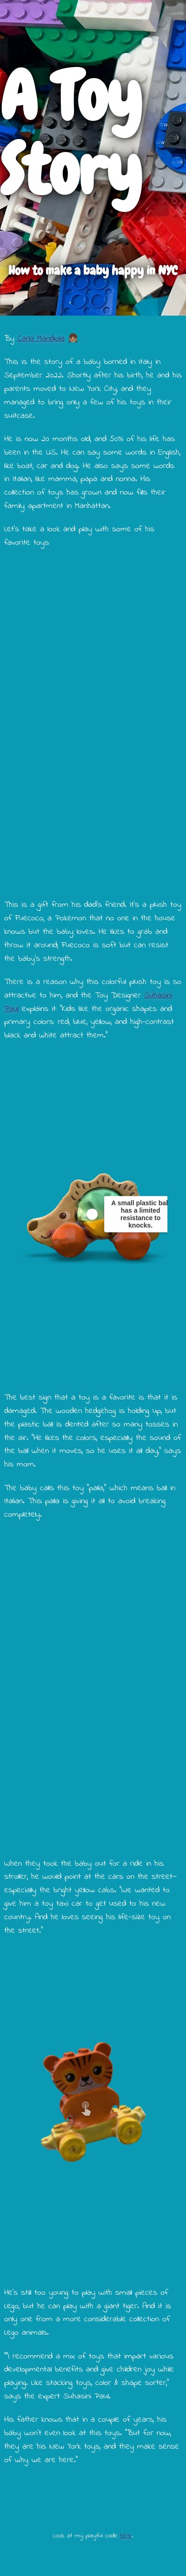 A Toy
Story
How to make a baby happy in NYC
By Carla Mandiola 👧🏽
This is the story of a baby borned in Italy in
September 2022. Shortly after his birth, he and his
parents moved to New York City, and they
managed to bring only a few of his toys in their
suitcase.
He is now 20 months old, and 50% of his life has
been in the U.S. He can say some words in English,
like boat, car and dog. He also says some words
in Italian, like mamma, papa and nonna. His
collection of toys has grown and now fills their
family apartment in Manhattan.
Let's take a look and play with some of his
favorite toys
This is a gift from his dad's friend. It's a plush toy
of Fuecoco, a Pokémon that no one in the house
knows but the baby loves. He likes to grab and
throw it around; Fuecoco is soft but can resist
the baby's strength.
There is a reason why this colorful plush toy is so
attractive to him, and the Toy Designer Suhasini
Paul explains it "Kids like the organic shapes and
primary colors: red, blue, yellow, and high-contrast
black and white attract them."
A small plastic bal
has a limited
resistance to
knocks.
The best sign that a toy is a favorite is that it is
damaged. The wooden hedgehog is holding up, but
the plastic ball is dented after so many tosses in
the air. "He likes the colors, especially the sound of
the ball when it moves, so he uses it all day," says
his mom.
The baby calls this toy "palla," which means ball in
Italian. This palla is giving it all to avoid breaking
completely.
When they took the baby out for a ride in his
stroller, he would point at the cars on the street—
especially the bright yellow cabs. "We wanted to
give him a toy taxi car to get used to his new
country. And he loves seeing his life-size toy on
the street."
He's still too young to play with small pieces of
Lego, but he can play with a giant tiger. And it is
only one from a more considerable collection of
Lego animals.
"I recommend a mix of toys that impart various
developmental benefits and give children joy while
playing. Like stacking toys, color & shape sorter,"
says the expert Suhasini Paul.
His father knows that in a couple of years, his
baby won't even look at this toys. "But for now,
they are his New York toys, and they make sense
of why we are here."
Look at my playful code here.